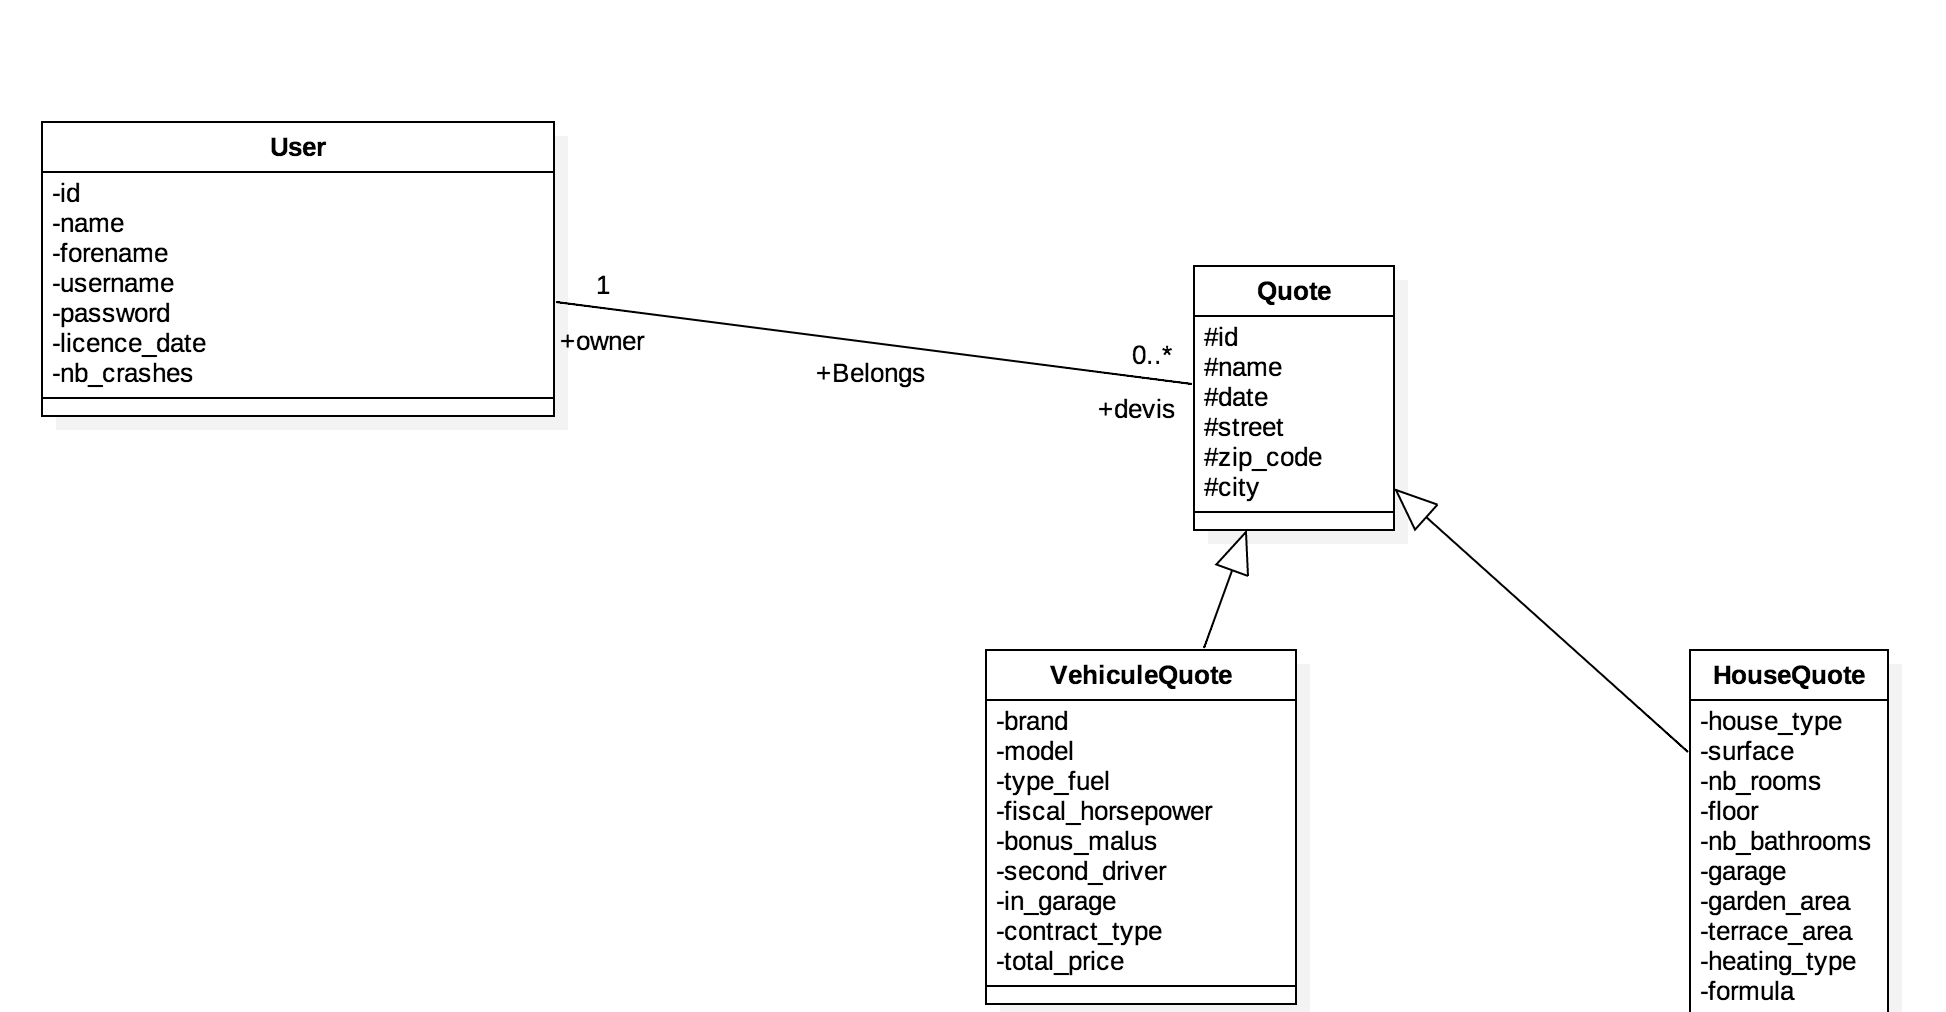 User
-id
-name
-forename
-username
-password
-licence_date
-nb_crashes
1
+owner
+Belongs
0..*
+devis
Quote
#id
#name
#date
#street
#zip_code
#city
VehiculeQuote
-brand
-model
-type_fuel
-fiscal_horsepower
-bonus_malus
-second_driver
-in_garage
-contract_type
-total_price
HouseQuote
-house_type
-surface
-nb_rooms
-floor
-nb_bathrooms
-garage
-garden_area
-terrace_area
-heating_type
-formula